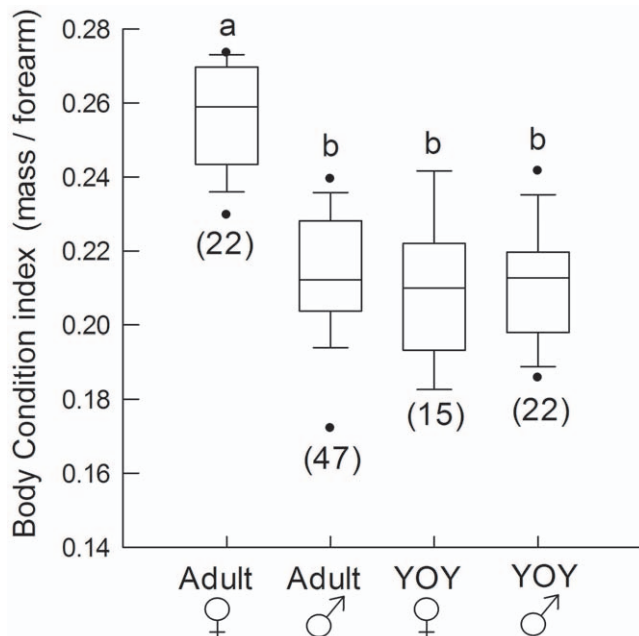 Body Condition index (mass / forearm)
0.28
0.26
0.24
0.22
0.20
0.18
0.16
0.14
a
b
b
b
(22)
(47)
(15)
(22)
Adult
♀
Adult
♂
YOY
♀
YOY
♂